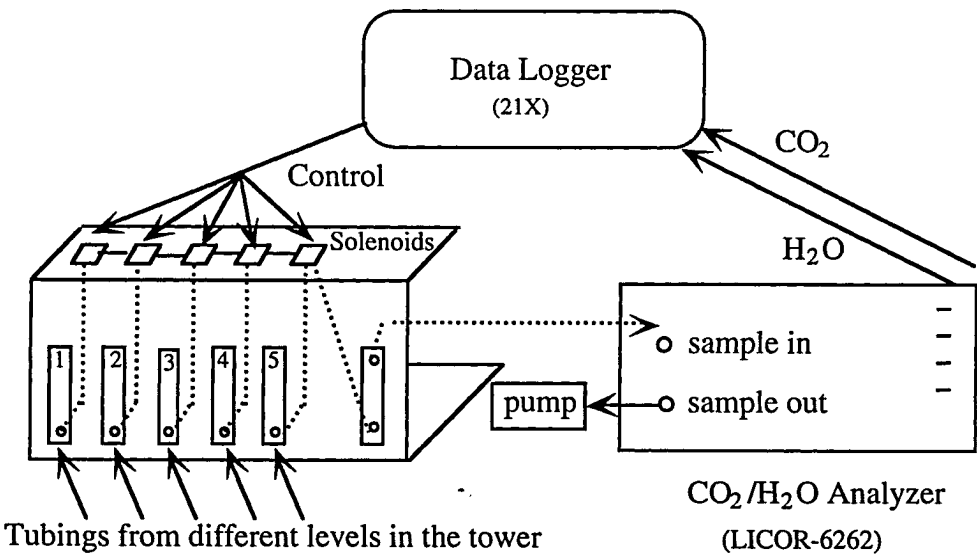 Data Logger
(21X)
CO₂
Control
H₂O
Solenoids
1 2 3 4 5
sample in
pump
sample out
CO₂/H₂O Analyzer
(LICOR-6262)
Tubings from different levels in the tower